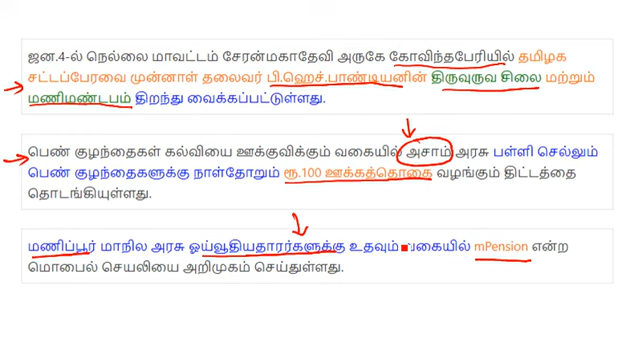 ஜன.4-ல் நெல்லை மாவட்டம் சேரன்மகாதேவி அருகே கோவிந்தபேரியில் தமிழக
சட்டப்பேரவை முன்னாள் தலைவர் பி.ஹெச்.பாண்டியனின் திருவுருவ சிலை மற்றும்
மணிமண்டபம் திறந்து வைக்கப்பட்டுள்ளது.
பெண் குழந்தைகள் கல்வியை ஊக்குவிக்கும் வகையில் அசாம் அரசு பள்ளி செல்லும்
பெண் குழந்தைகளுக்கு நாள்தோறும் ரூ.100 ஊக்கத்தொகை வழங்கும் திட்டத்தை
தொடங்கியுள்ளது.
மணிப்பூர் மாநில அரசு ஓய்வூதியதாரர்களுக்கு உதவும் வகையில் mPension என்ற
மொபைல் செயலியை அறிமுகம் செய்துள்ளது.